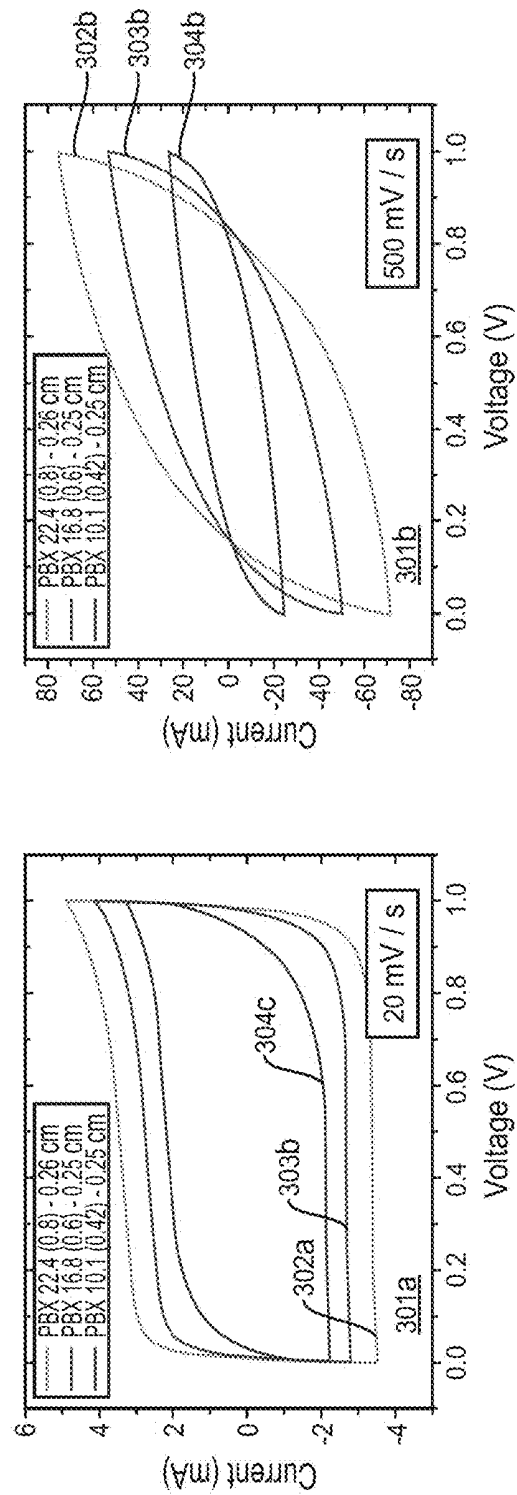 6
4
2
0
-2
-4
Current (mA)
PBX 22.4 (0.8) - 0.26 cm
PBX 16.8 (0.6) - 0.25 cm
PBX 10.1 (0.42) - 0.25 cm
304c
303b
302a
301a
20 mV / s
0.0 0.2 0.4 0.6 0.8 1.0
Voltage (V)
80
60
40
20
0
-20
-40
-60
-80
Current (mA)
PBX 22.4 (0.8) - 0.26 cm
PBX 16.8 (0.6) - 0.25 cm
PBX 10.1 (0.42) - 0.25 cm
302b
303b
304b
301b
500 mV / s
0.0 0.2 0.4 0.6 0.8 1.0
Voltage (V)